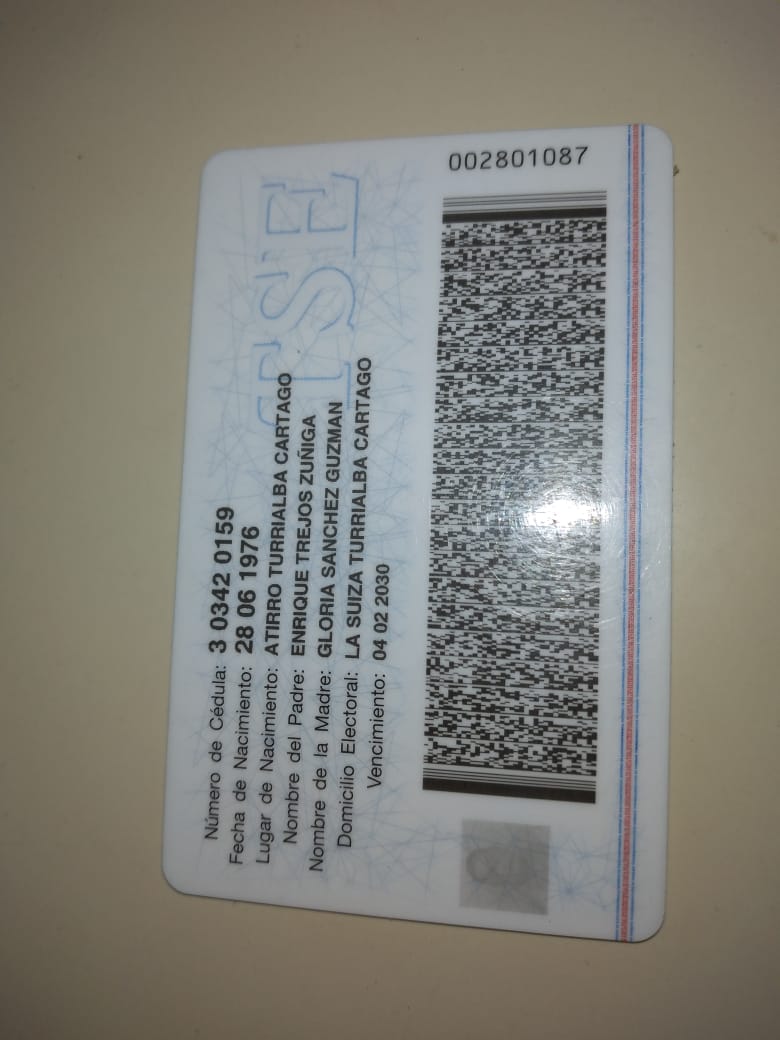 TSE
Número de Cédula: 3 0342 0159
Fecha de Nacimiento: 28 06 1976
Lugar de Nacimiento: ATIRRO TURRIALBA CARTAGO
Nombre del Padre: ENRIQUE TREJOS ZUÑIGA
Nombre de la Madre: GLORIA SANCHEZ GUZMAN
Domicilio Electoral: LA SUIZA TURRIALBA CARTAGO
Vencimiento: 04 02 2030
002801087